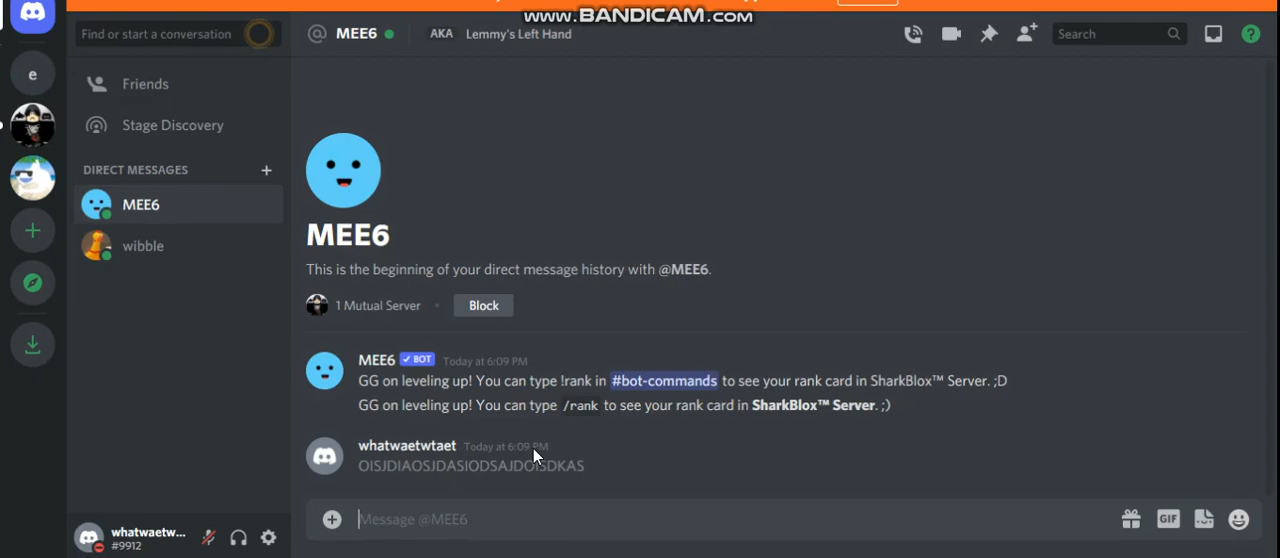 www.BANDICAM.com
Find or start a conversation
MEE6 AKA Lemmy's Left Hand
Search
e
Friends
Stage Discovery
DIRECT MESSAGES
MEE6
wibble
MEE6
This is the beginning of your direct message history with @MEE6.
1 Mutual Server Block
MEE6 BOT Today at 6:09 PM
GG on leveling up! You can type !rank in #bot-commands to see your rank card in SharkBlox™ Server. ;D
GG on leveling up! You can type /rank to see your rank card in SharkBlox™ Server. ;)
whatwaetwtaet Today at 6:09 PM
OISJDIAOSJDASIODSAJDOISDKAS
whatwaetw...
#9912
Message @MEE6
GIF